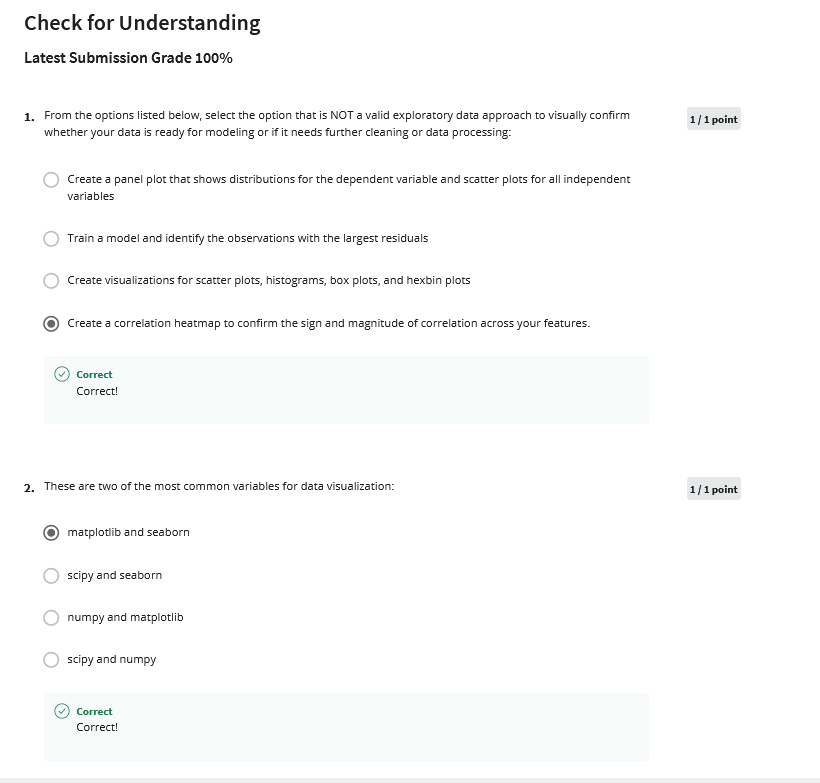 Check for Understanding
Latest Submission Grade 100%
1. From the options listed below, select the option that is NOT a valid exploratory data approach to visually confirm
whether your data is ready for modeling or if it needs further cleaning or data processing:
1 / 1 point
Create a panel plot that shows distributions for the dependent variable and scatter plots for all independent
variables
Train a model and identify the observations with the largest residuals
Create visualizations for scatter plots, histograms, box plots, and hexbin plots
Create a correlation heatmap to confirm the sign and magnitude of correlation across your features.
Correct
Correct!
2. These are two of the most common variables for data visualization:
1 / 1 point
matplotlib and seaborn
scipy and seaborn
numpy and matplotlib
scipy and numpy
Correct
Correct!